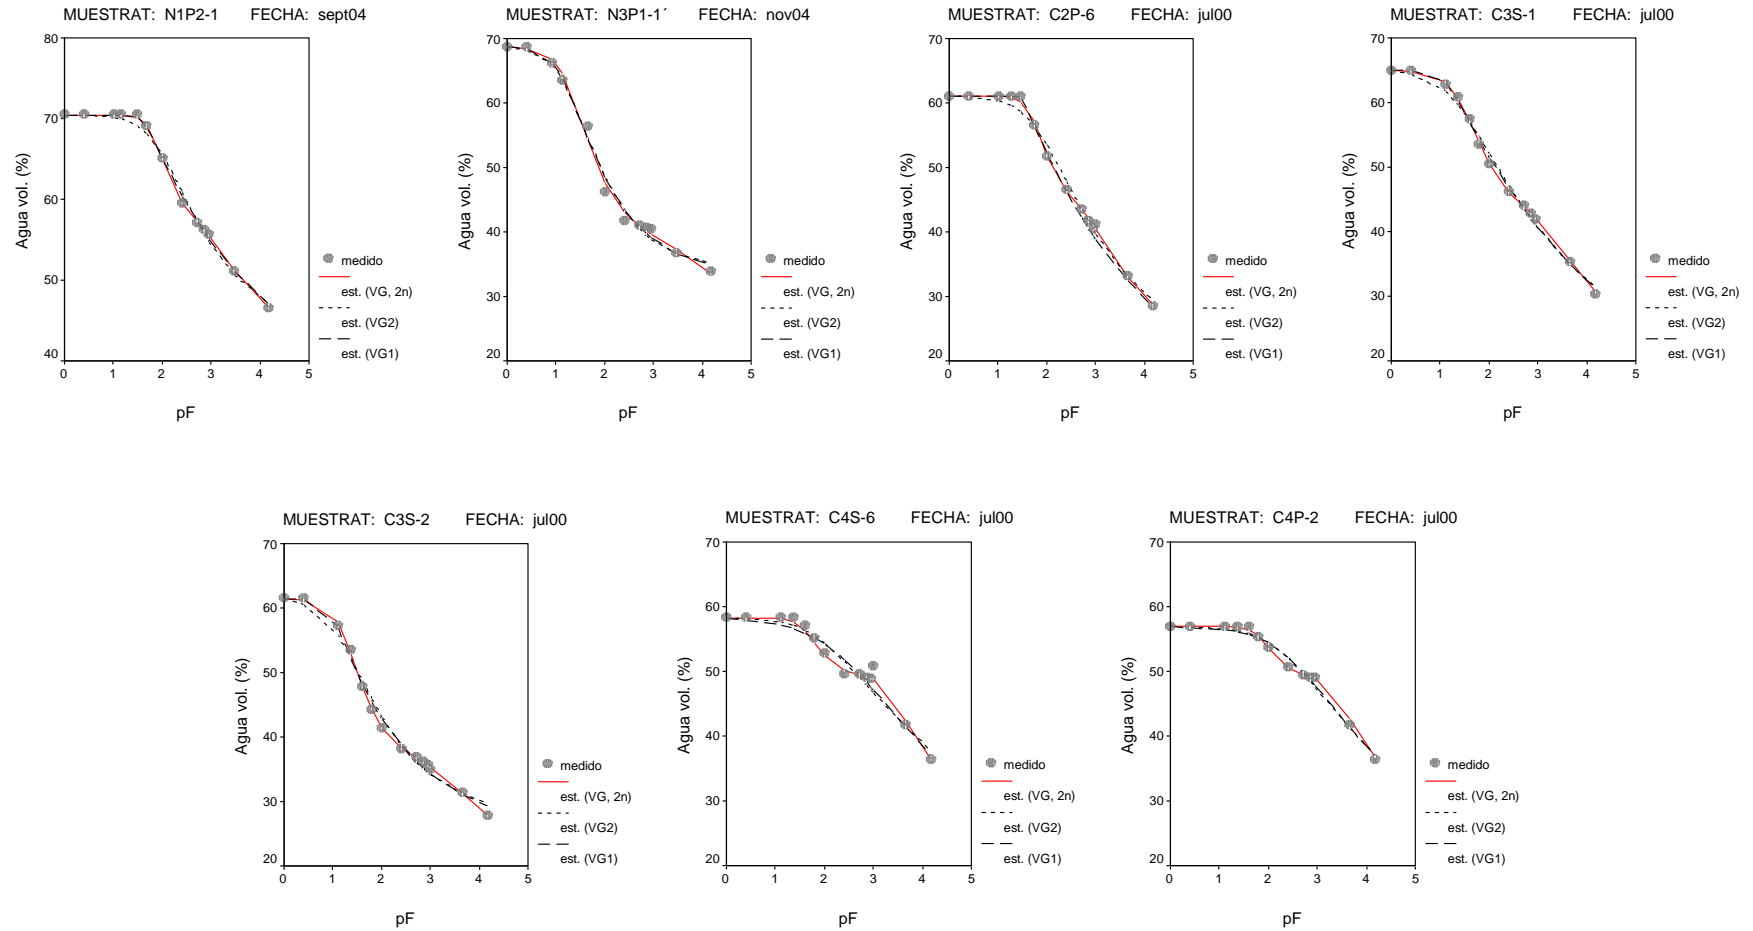 MUESTRAT: N1P2-1 FECHA: sept04
80
70
60
50
40
0 1 2 3 4 5
Agua vol. (%)
pF
medido
est. (VG, 2n)
est. (VG2)
est. (VG1)
MUESTRAT: N3P1-1´ FECHA: nov04
70
60
50
40
30
20
0 1 2 3 4 5
Agua vol. (%)
pF
medido
est. (VG, 2n)
est. (VG2)
est. (VG1)
MUESTRAT: C2P-6 FECHA: jul00
70
60
50
40
30
20
0 1 2 3 4 5
Agua vol. (%)
pF
medido
est. (VG, 2n)
est. (VG2)
est. (VG1)
MUESTRAT: C3S-1 FECHA: jul00
70
60
50
40
30
20
0 1 2 3 4 5
Agua vol. (%)
pF
medido
est. (VG, 2n)
est. (VG2)
est. (VG1)
MUESTRAT: C3S-2 FECHA: jul00
70
60
50
40
30
20
0 1 2 3 4 5
Agua vol. (%)
pF
medido
est. (VG, 2n)
est. (VG2)
est. (VG1)
MUESTRAT: C4S-6 FECHA: jul00
70
60
50
40
30
20
0 1 2 3 4 5
Agua vol. (%)
pF
medido
est. (VG, 2n)
est. (VG2)
est. (VG1)
MUESTRAT: C4P-2 FECHA: jul00
70
60
50
40
30
20
0 1 2 3 4 5
Agua vol. (%)
pF
medido
est. (VG, 2n)
est. (VG2)
est. (VG1)